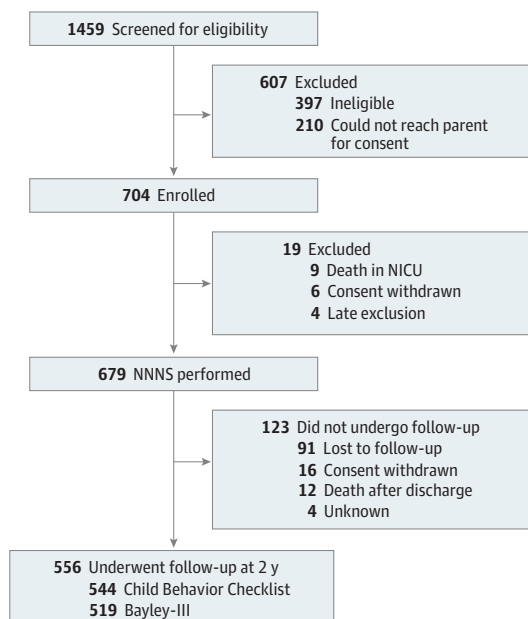 1459 Screened for eligibility
607 Excluded
397 Ineligible
210 Could not reach parent
for consent
704 Enrolled
19 Excluded
9 Death in NICU
6 Consent withdrawn
4 Late exclusion
679 NNNS performed
123 Did not undergo follow-up
91 Lost to follow-up
16 Consent withdrawn
12 Death after discharge
4 Unknown
556 Underwent follow-up at 2 y
544 Child Behavior Checklist
519 Bayley-III